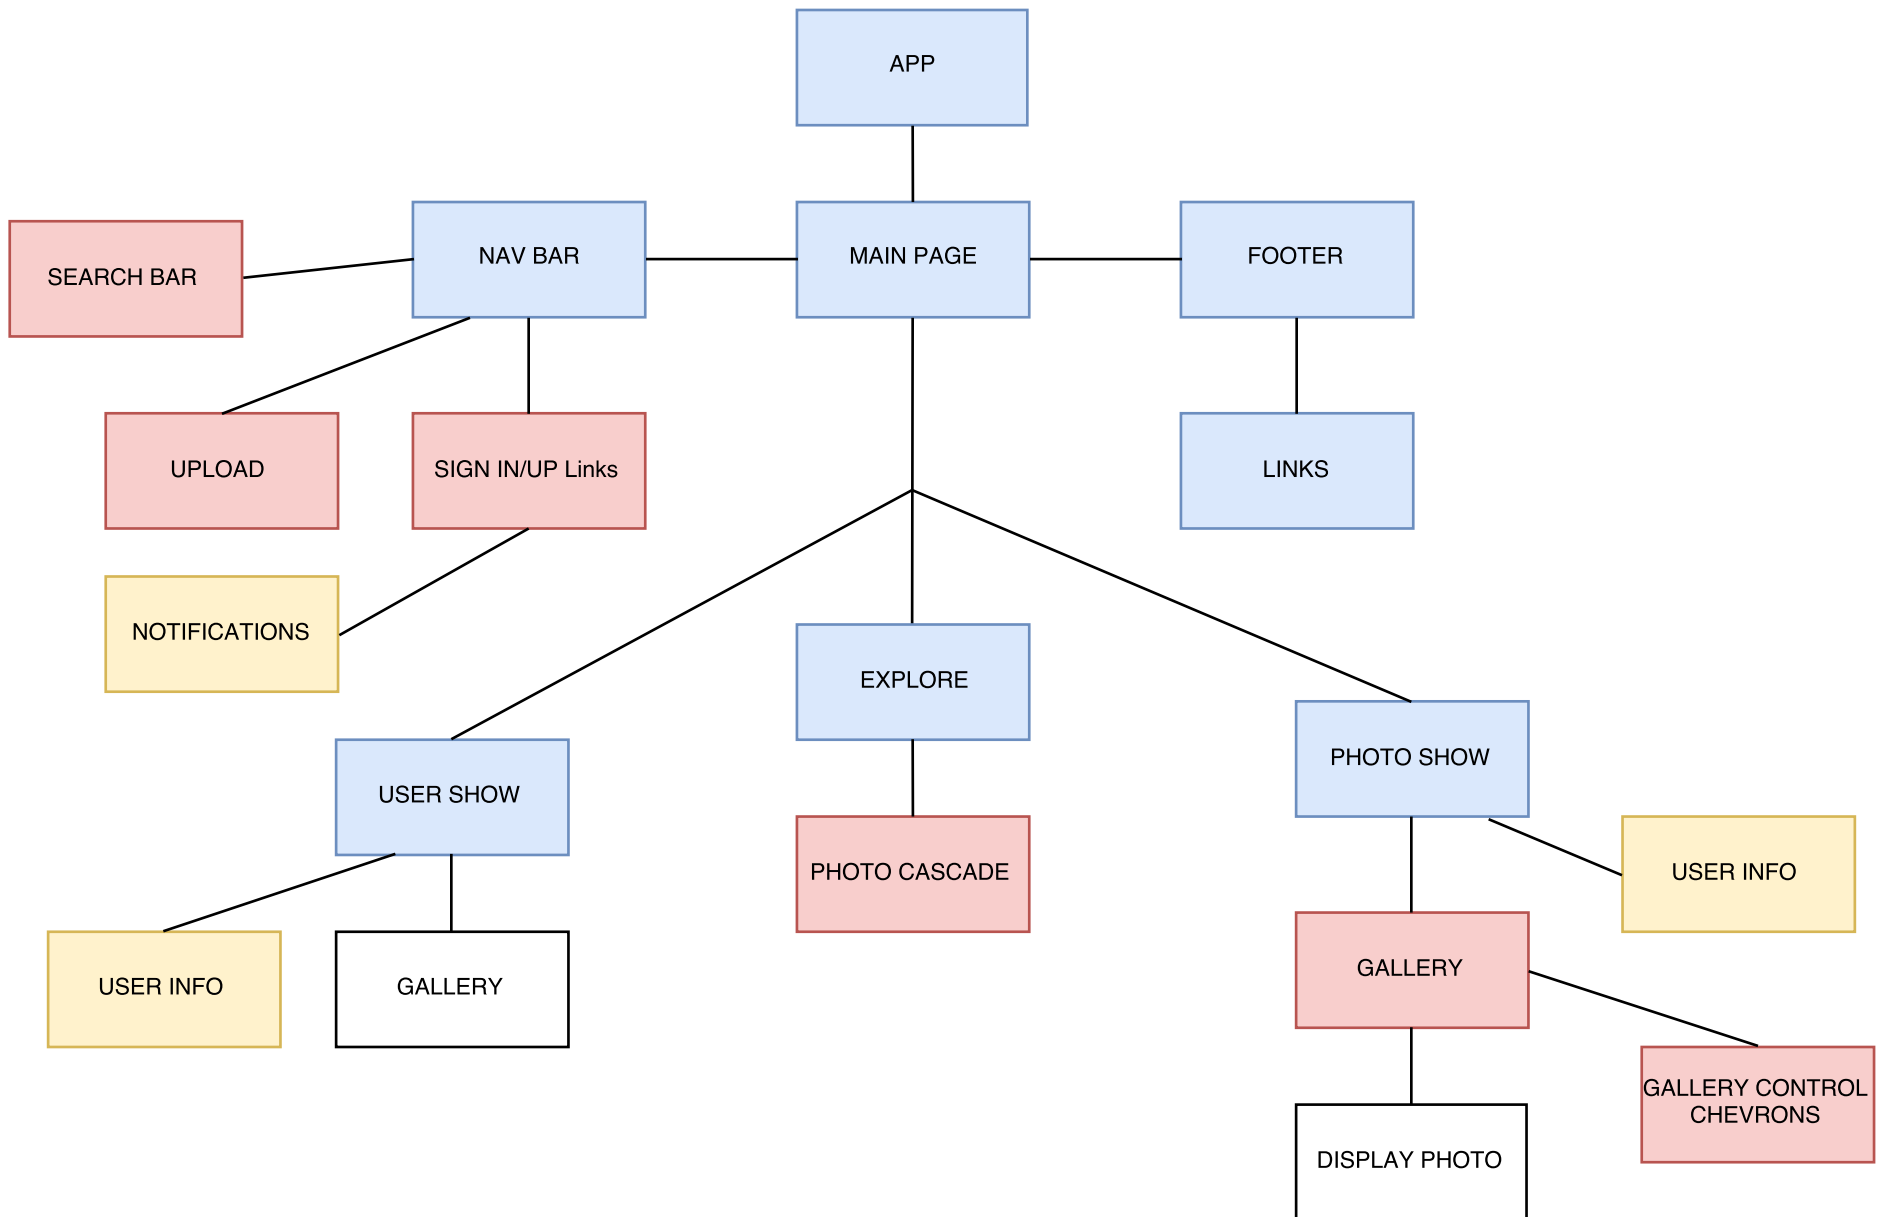 APP
NAV BAR
MAIN PAGE
FOOTER
SEARCH BAR
UPLOAD
SIGN IN/UP Links
LINKS
NOTIFICATIONS
EXPLORE
PHOTO SHOW
USER SHOW
PHOTO CASCADE
USER INFO
GALLERY
USER INFO
GALLERY
GALLERY CONTROL
CHEVRONS
DISPLAY PHOTO